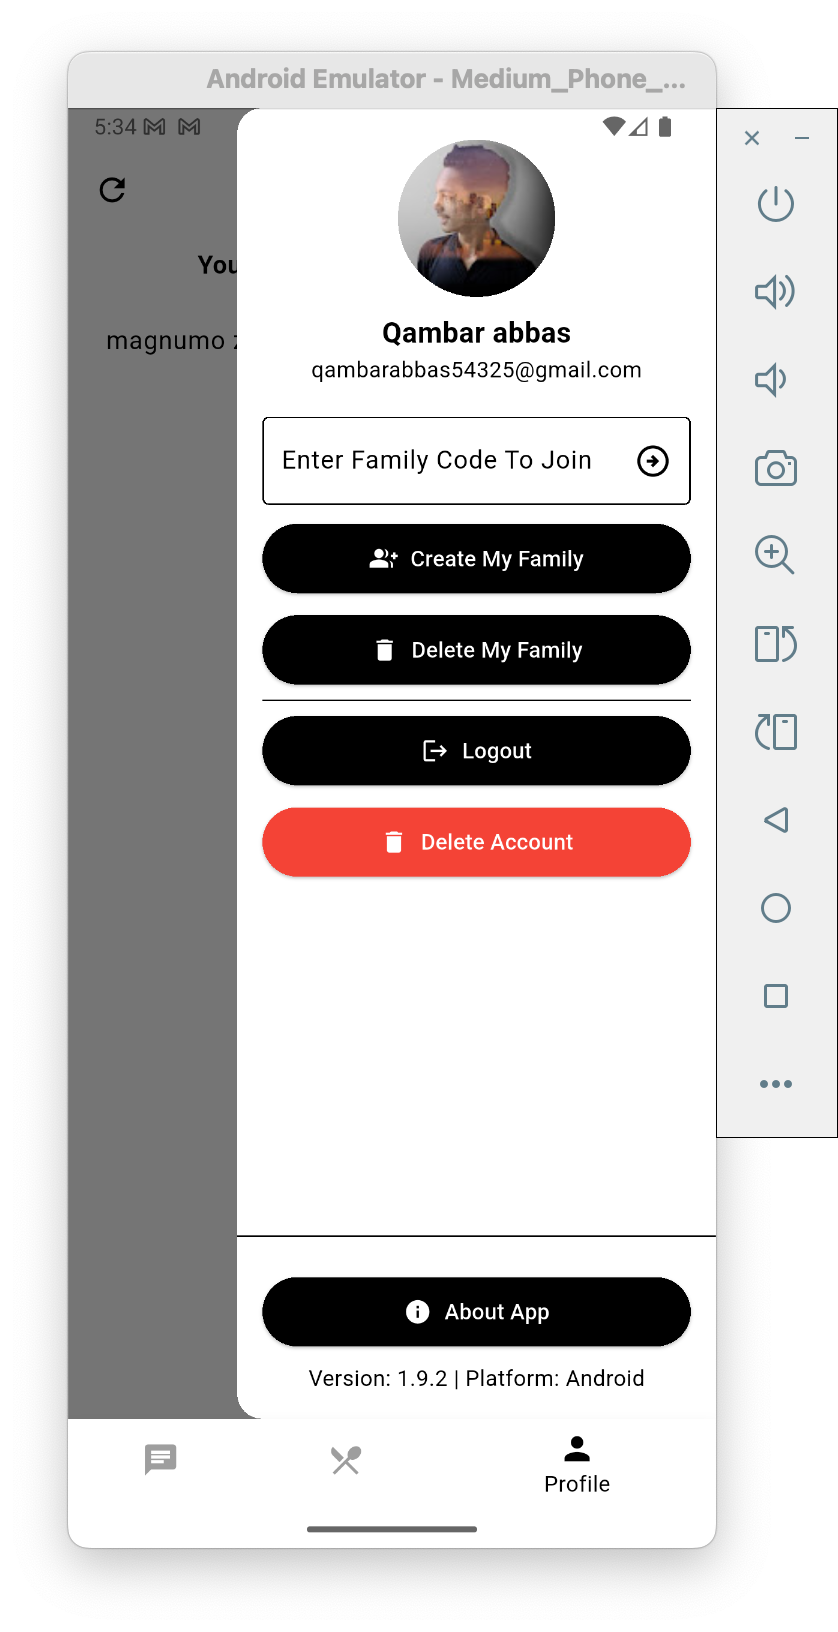 Android Emulator - Medium_Phone_...
5:34
You
magnumo
Qambar abbas
qambarabbas54325@gmail.com
Enter Family Code To Join
Create My Family
Delete My Family
Logout
Delete Account
About App
Version: 1.9.2 | Platform: Android
Profile